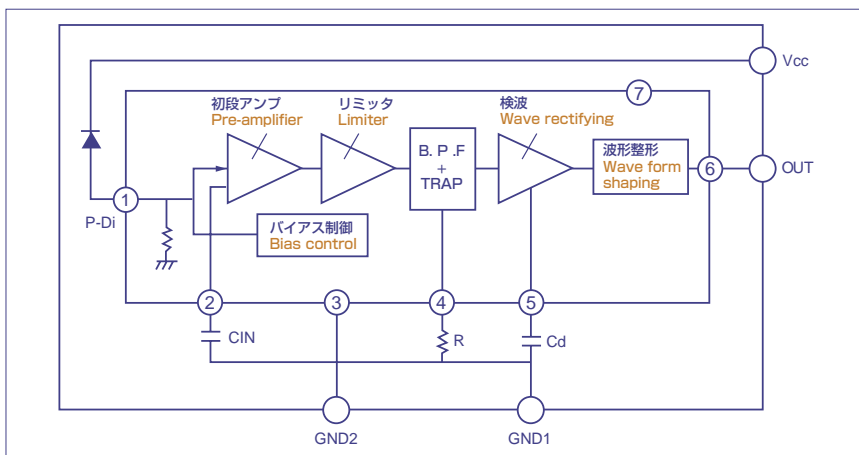 Vcc
7
初段アンプ
Pre-amplifier
リミッタ
Limiter
検波
Wave rectifying
B. P .F
+
TRAP
波形整形
Wave form
shaping
6
OUT
1
P-Di
バイアス制御
Bias control
2
3
4
5
CIN
R
Cd
GND2
GND1